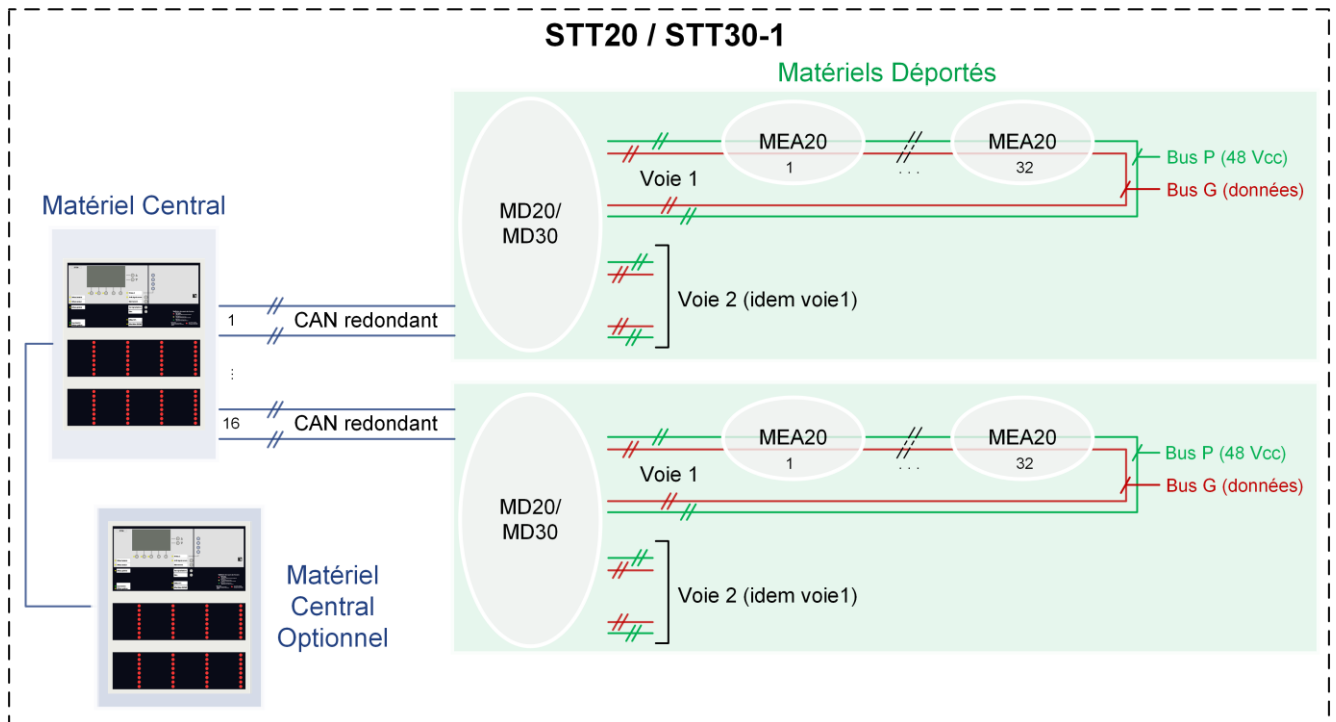 STT20 / STT30-1
Matériels Déportés
Matériel Central
1
CAN redondant
⋮
16
CAN redondant
Matériel
Central
Optionnel
MD20/
MD30
Voie 1
MEA20
1
. . .
MEA20
32
Bus P (48 Vcc)
Bus G (données)
Voie 2 (idem voie1)
MD20/
MD30
Voie 1
MEA20
1
. . .
MEA20
32
Bus P (48 Vcc)
Bus G (données)
Voie 2 (idem voie1)